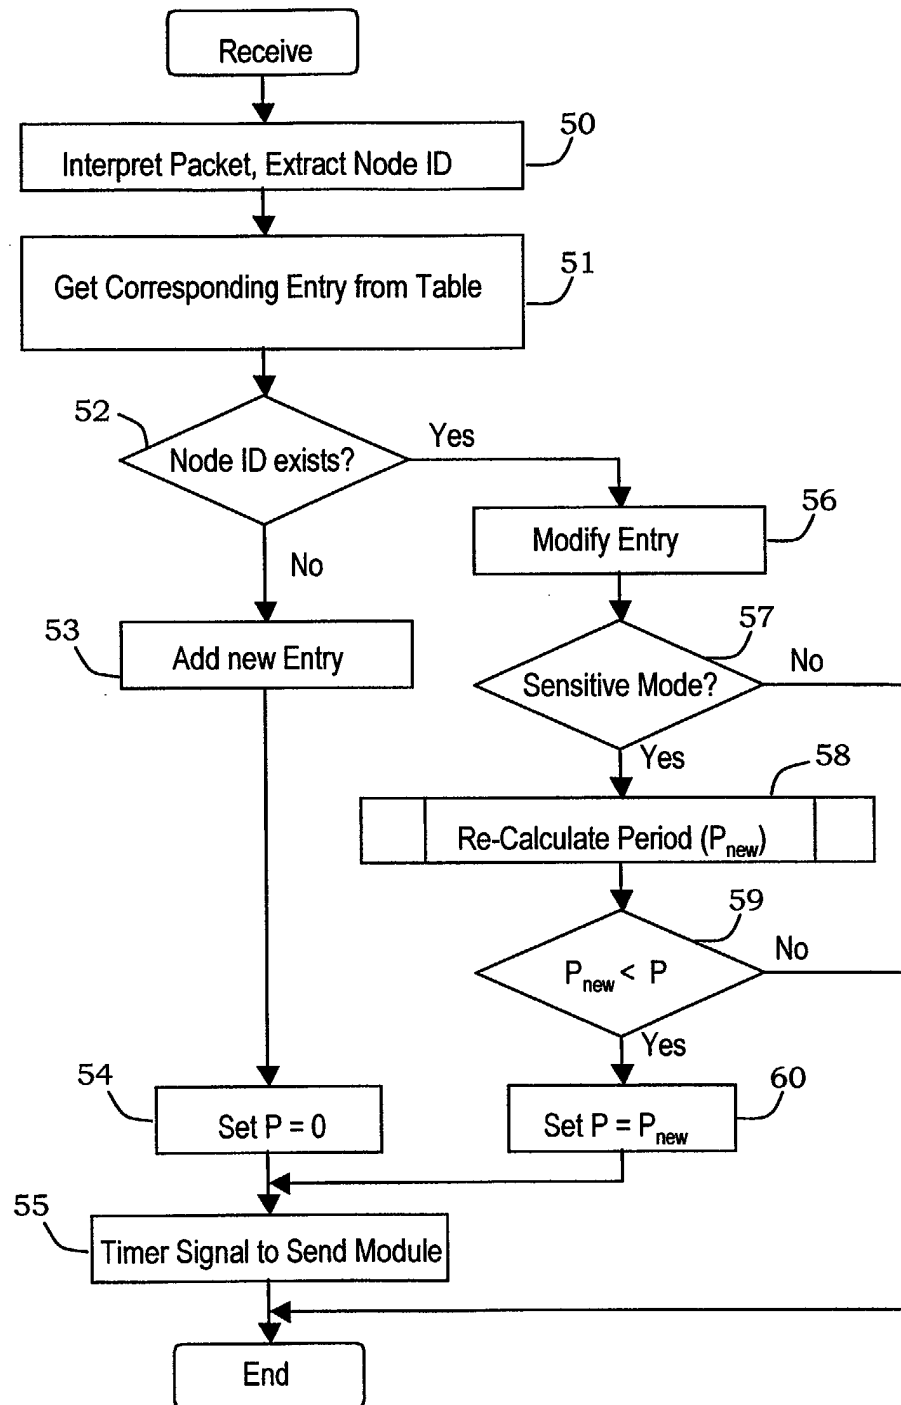 Receive
50
Interpret Packet, Extract Node ID
51
Get Corresponding Entry from Table
52
Node ID exists?
Yes
No
56
Modify Entry
53
Add new Entry
57
Sensitive Mode?
No
Yes
58
Re-Calculate Period (Pnew)
59
Pnew < P
No
Yes
54
Set P = 0
60
Set P = Pnew
55
Timer Signal to Send Module
End